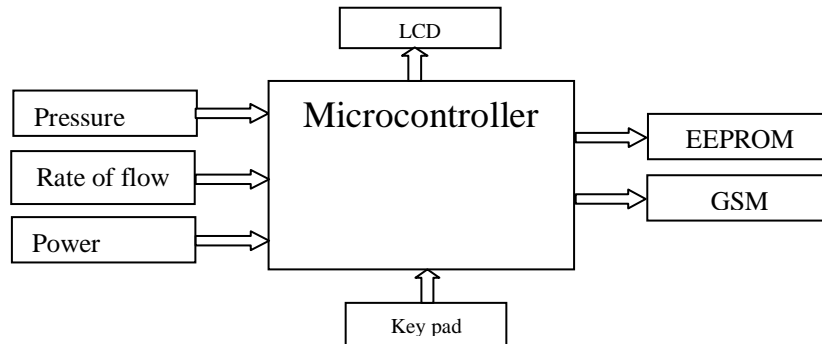 LCD
Microcontroller
Pressure
Rate of flow
Power
EEPROM
GSM
Key pad